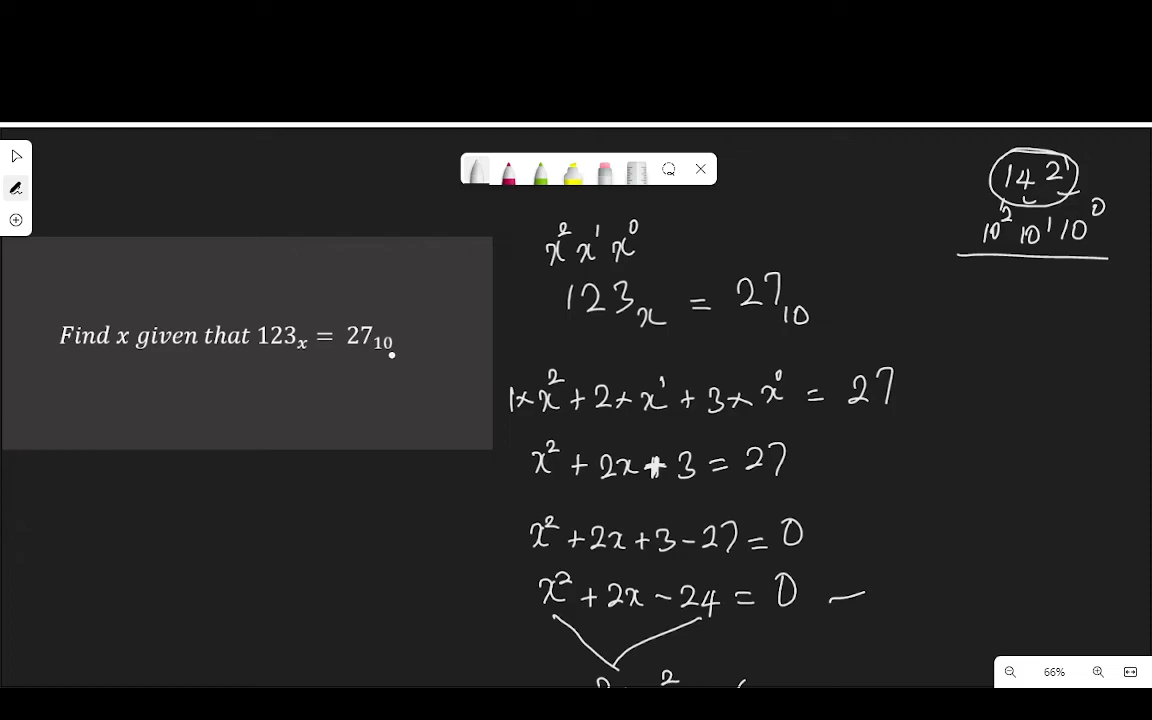 Find x given that 123ₓ = 27₁₀
142
10² 10¹ 10⁰
x² x¹ x⁰
123ₓ = 27₁₀
1×x² + 2×x¹ + 3×x⁰ = 27
x² + 2x + 3 = 27
x² + 2x + 3 - 27 = 0
x² + 2x - 24 = 0
66%